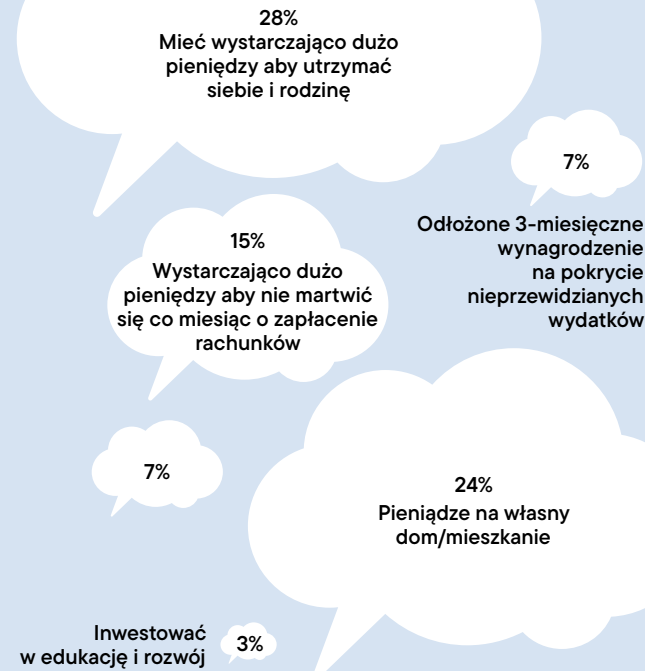 28%
Mieć wystarczająco dużo
pieniędzy aby utrzymać
siebie i rodzinę
7%
Odłożone 3-miesięczne
wynagrodzenie
na pokrycie
nieprzewidzianych
wydatków
15%
Wystarczająco dużo
pieniędzy aby nie martwić
się co miesiąc o zapłacenie
rachunków
7%
24%
Pieniądze na własny
dom/mieszkanie
Inwestować
w edukację i rozwój
3%